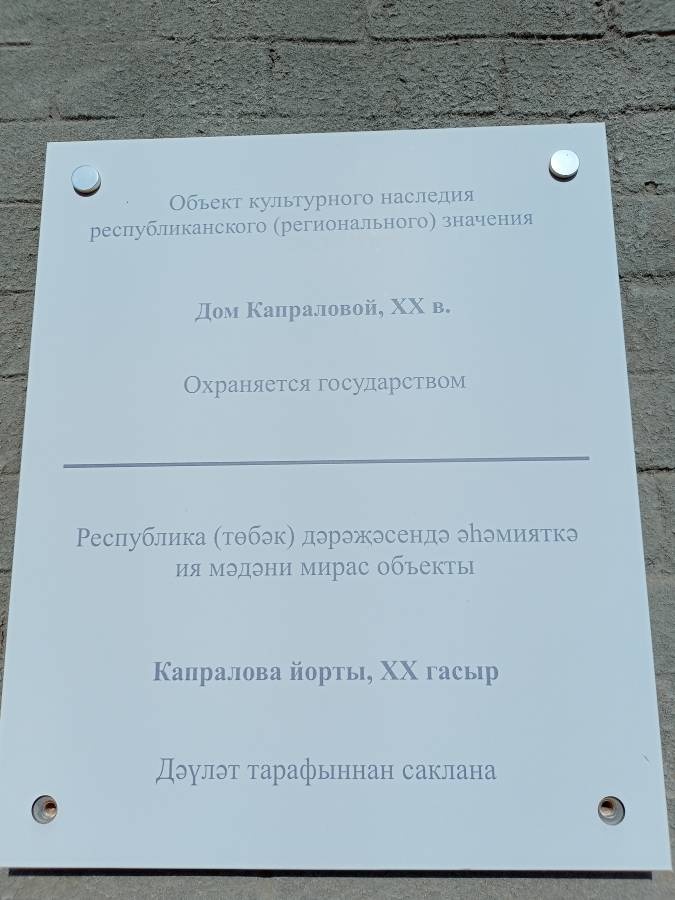 Объект культурного наследия
республиканского (регионального) значения
Дом Капраловой, XX в.
Охраняется государством
Республика (төбәк) дәрәҗәсендә әһәмияткә
ия мәдәни мирас объекты
Капралова йорты, XX гасыр
Дәүләт тарафыннан саклана